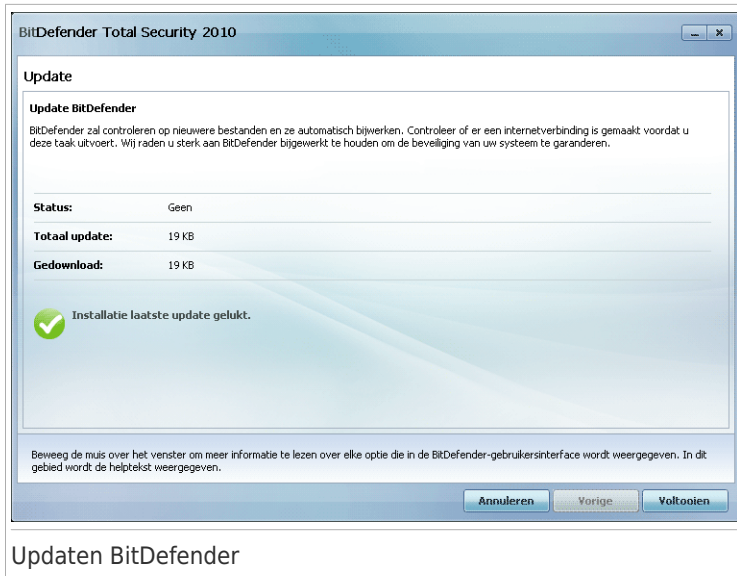 BitDefender Total Security 2010
Update
Update BitDefender
BitDefender zal controleren op nieuwere bestanden en ze automatisch bijwerken. Controleer of er een internetverbinding is gemaakt voordat u
deze taak uitvoert. Wij raden u sterk aan BitDefender bijgewerkt te houden om de beveiliging van uw systeem te garanderen.
Status: Geen
Totaal update: 19 KB
Gedownload: 19 KB
Installatie laatste update gelukt.
Beweeg de muis over het venster om meer informatie te lezen over elke optie die in de BitDefender-gebruikersinterface wordt weergegeven. In dit
gebied wordt de helptekst weergegeven.
Annuleren Vorige Voltooien
Updaten BitDefender